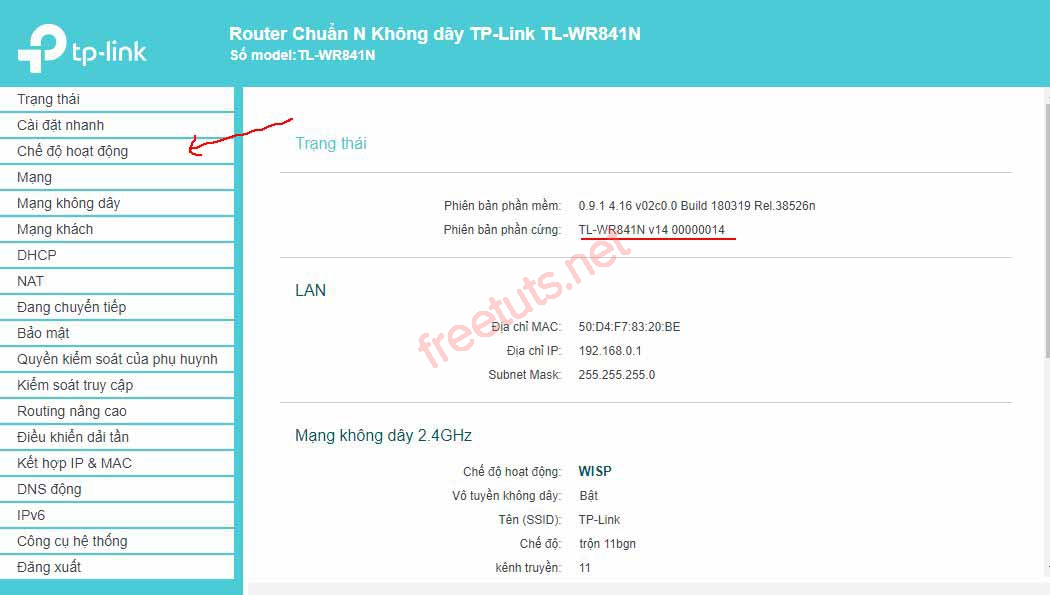 tp-link
Router Chuẩn N Không dây TP-Link TL-WR841N
Số model: TL-WR841N
Trạng thái
Cài đặt nhanh
Chế độ hoạt động
Mạng
Mạng không dây
Mạng khách
DHCP
NAT
Đang chuyển tiếp
Bảo mật
Quyền kiểm soát của phụ huynh
Kiểm soát truy cập
Routing nâng cao
Điều khiển dải tần
Kết hợp IP & MAC
DNS động
IPv6
Công cụ hệ thống
Đăng xuất
Trạng thái
Phiên bản phần mềm: 0.9.1 4.16 v02c0.0 Build 180319 Rel.38526n
Phiên bản phần cứng: TL-WR841N v14 00000014
LAN
Địa chỉ MAC: 50:D4:F7:83:20:BE
Địa chỉ IP: 192.168.0.1
Subnet Mask: 255.255.255.0
Mạng không dây 2.4GHz
Chế độ hoạt động: WISP
Vô tuyến không dây: Bật
Tên (SSID): TP-Link
Chế độ: trộn 11bgn
kênh truyền: 11
freetuts.net